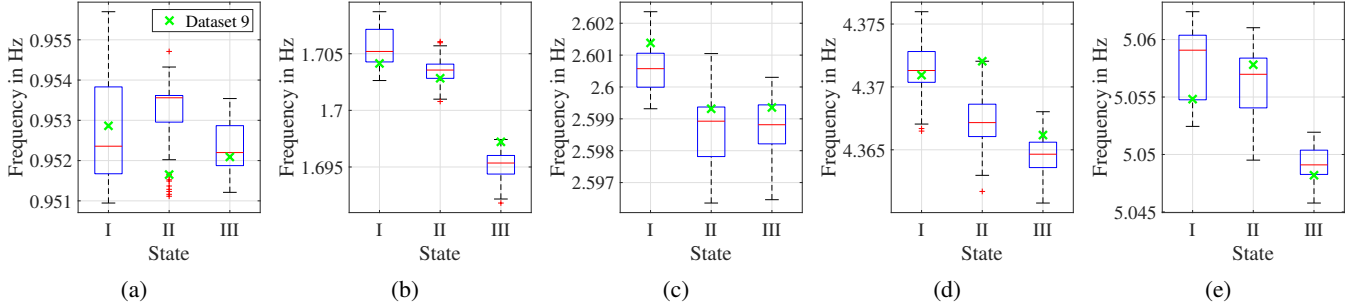 Frequency in Hz
0.955
0.954
0.953
0.952
0.951
Dataset 9
I II III
State
(a)
Frequency in Hz
1.705
1.7
1.695
I II III
State
(b)
Frequency in Hz
2.602
2.601
2.6
2.599
2.598
2.597
I II III
State
(c)
Frequency in Hz
4.375
4.37
4.365
I II III
State
(d)
Frequency in Hz
5.06
5.055
5.05
5.045
I II III
State
(e)